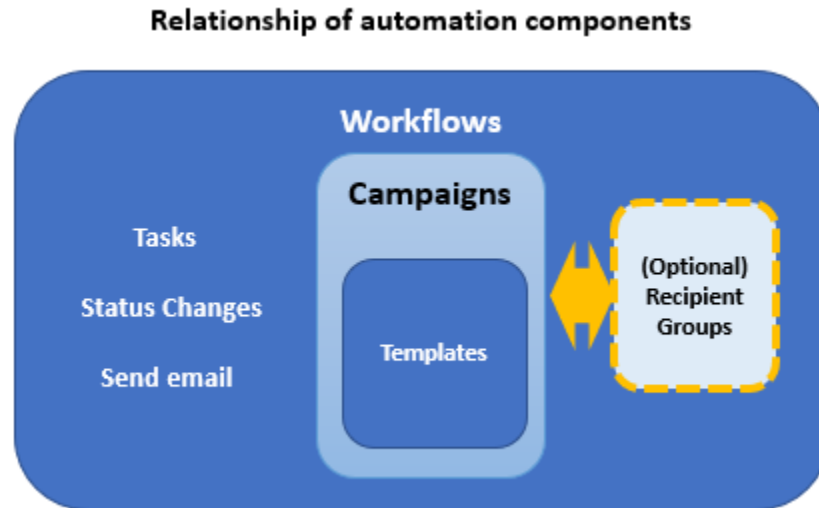 Relationship of automation components
Workflows
Campaigns
Tasks
Status Changes
Send email
Templates
(Optional)
Recipient
Groups